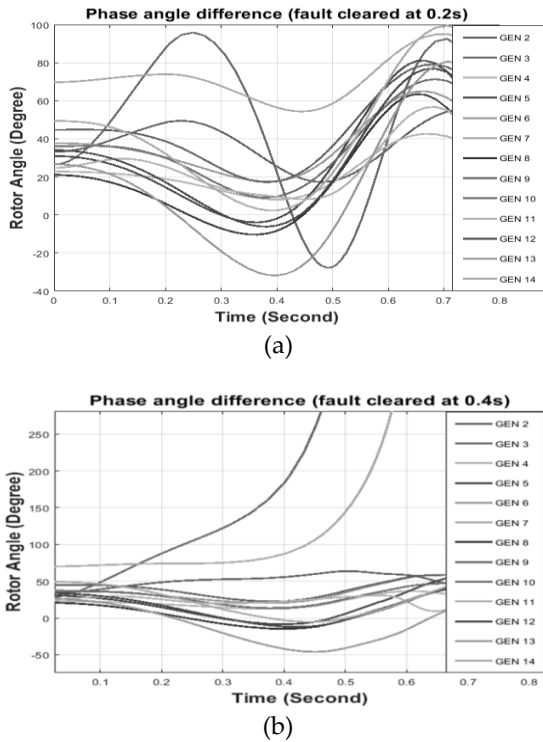 Phase angle difference (fault cleared at 0.2s)
Rotor Angle (Degree)
100
80
60
40
20
0
-20
-40
0
0.1
0.2
0.3
0.4
0.5
0.6
0.7
0.8
Time (Second)
GEN 2
GEN 3
GEN 4
GEN 5
GEN 6
GEN 7
GEN 8
GEN 9
GEN 10
GEN 11
GEN 12
GEN 13
GEN 14
(a)
Phase angle difference (fault cleared at 0.4s)
Rotor Angle (Degree)
250
200
150
100
50
0
-50
0.1
0.2
0.3
0.4
0.5
0.6
0.7
0.8
Time (Second)
GEN 2
GEN 3
GEN 4
GEN 5
GEN 6
GEN 7
GEN 8
GEN 9
GEN 10
GEN 11
GEN 12
GEN 13
GEN 14
(b)